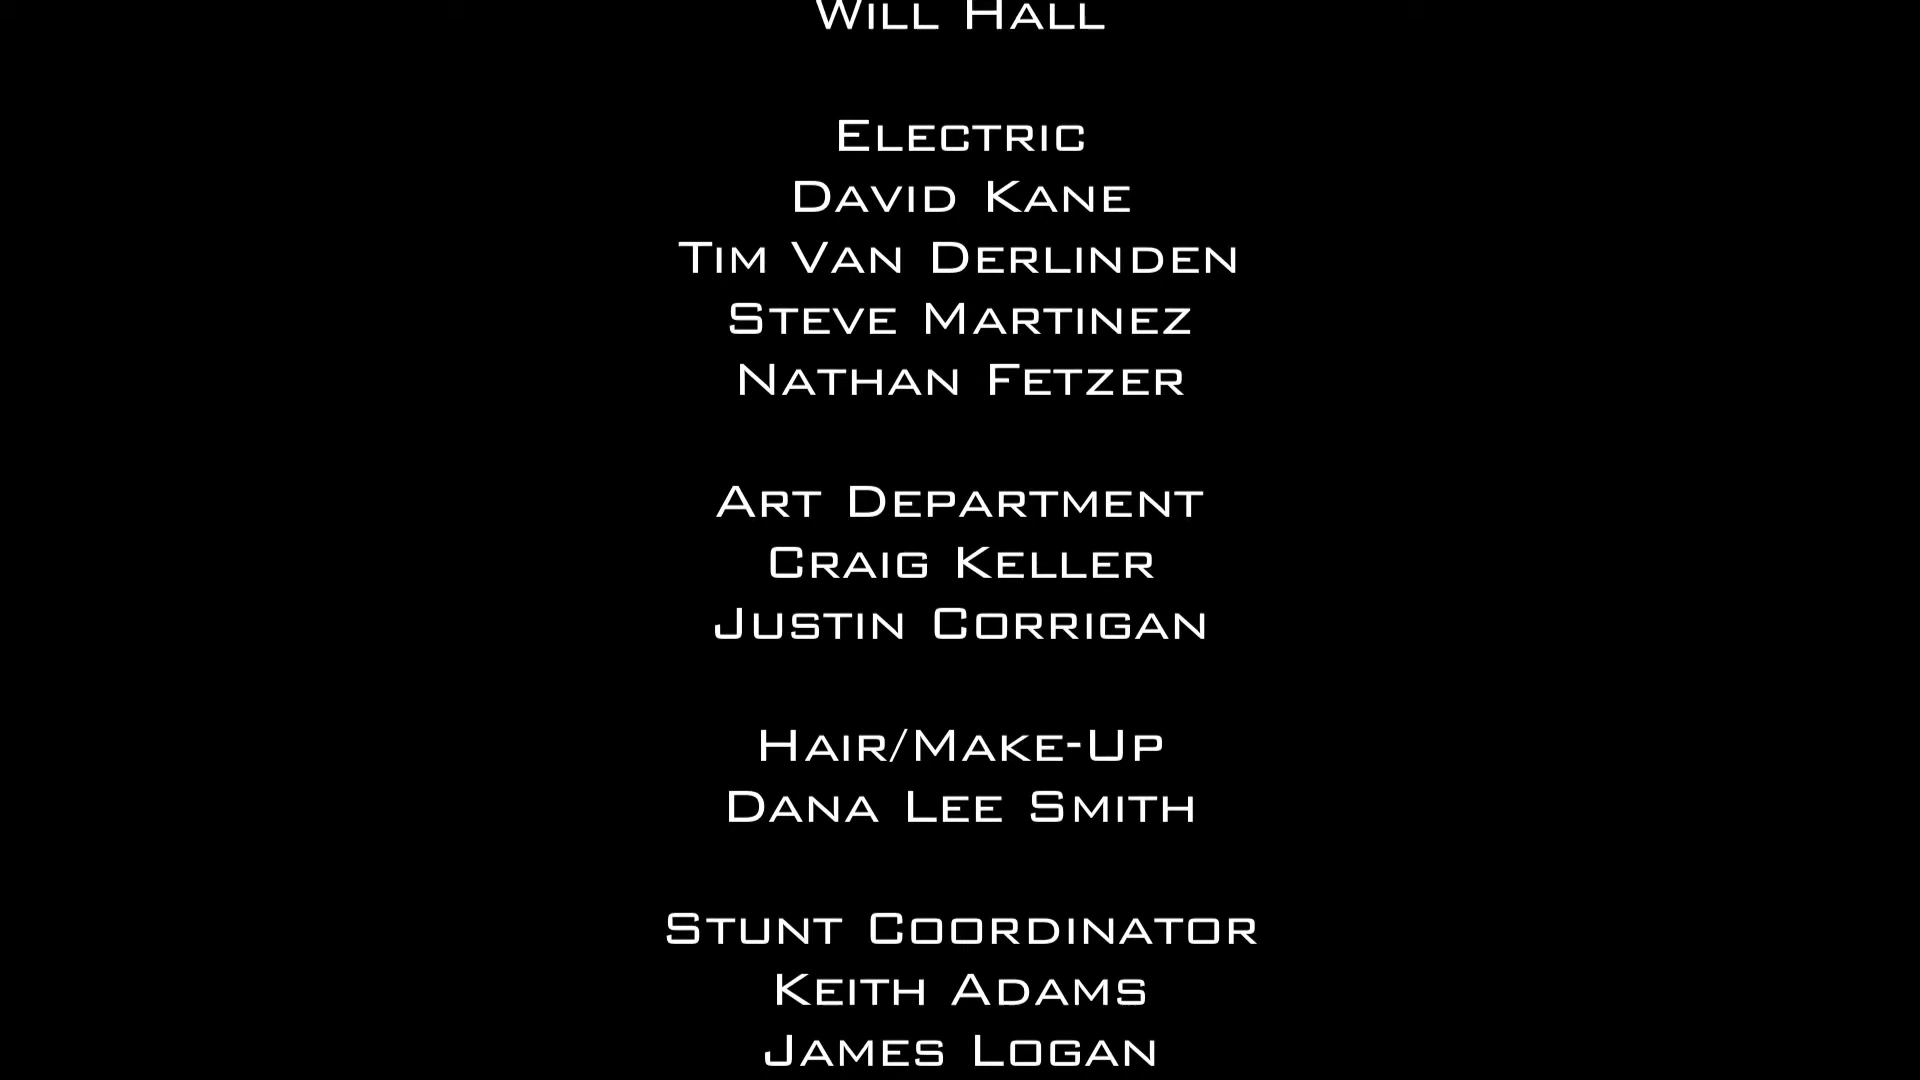 Will Hall
Electric
David Kane
Tim Van Derlinden
Steve Martinez
Nathan Fetzer
Art Department
Craig Keller
Justin Corrigan
Hair/Make-Up
Dana Lee Smith
Stunt Coordinator
Keith Adams
James Logan